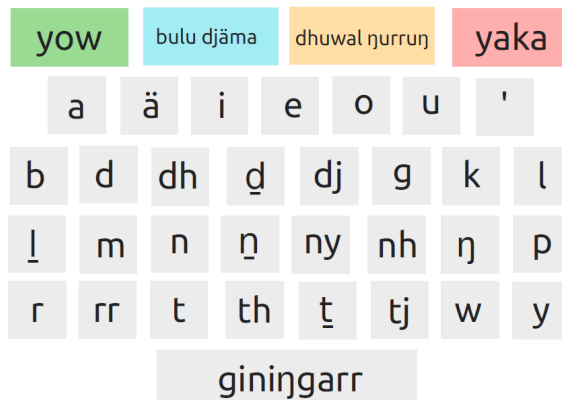 yow bulu djäma dhuwal ŋurruŋ yaka
a ä i e o u '
b d dh d̲ dj g k l
l̲ m n n̲ ny nh ŋ p
r rr t th t̲ tj w y
giniŋgarr